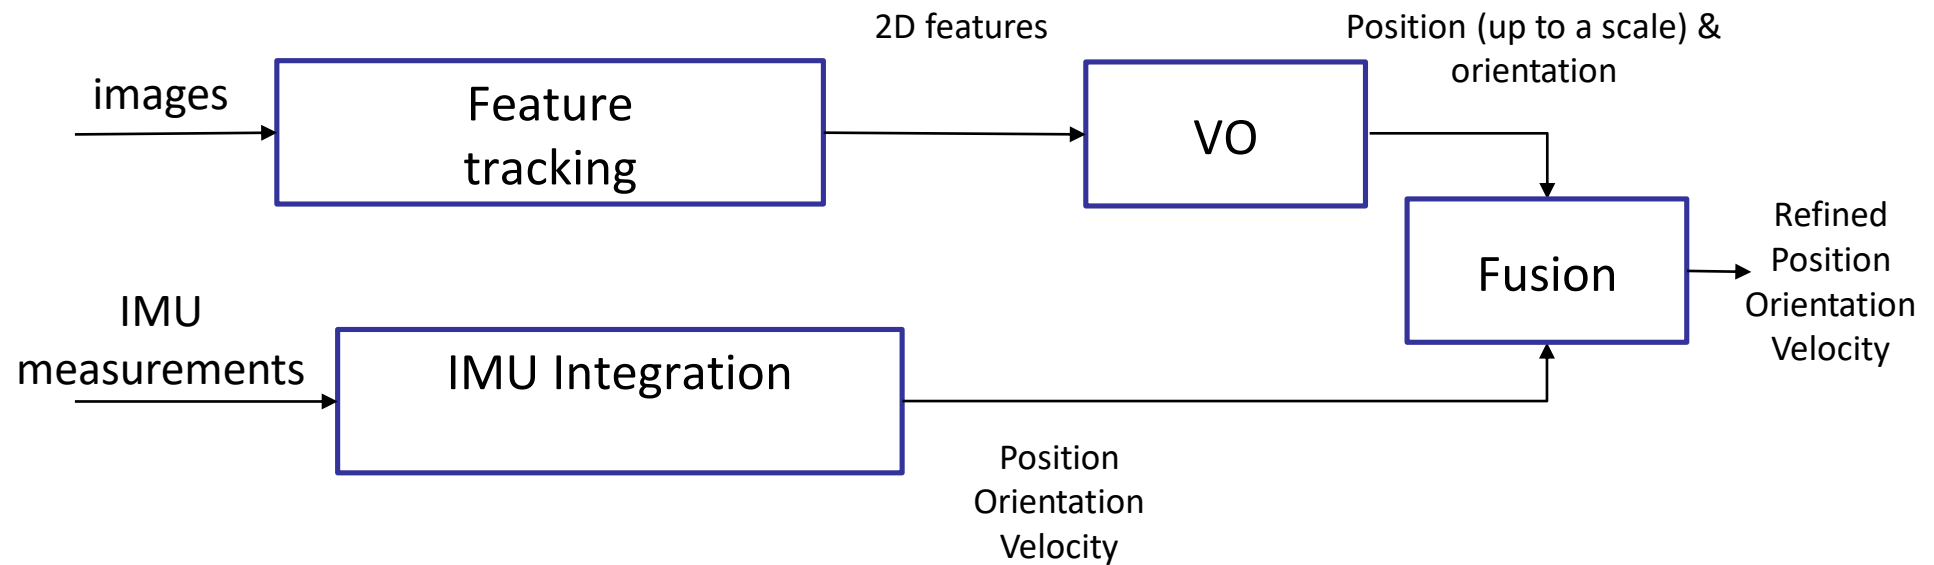 2D features
Position (up to a scale) &
orientation
images
Feature
tracking
VO
Refined
Position
Orientation
Velocity
Fusion
IMU
measurements
IMU Integration
Position
Orientation
Velocity